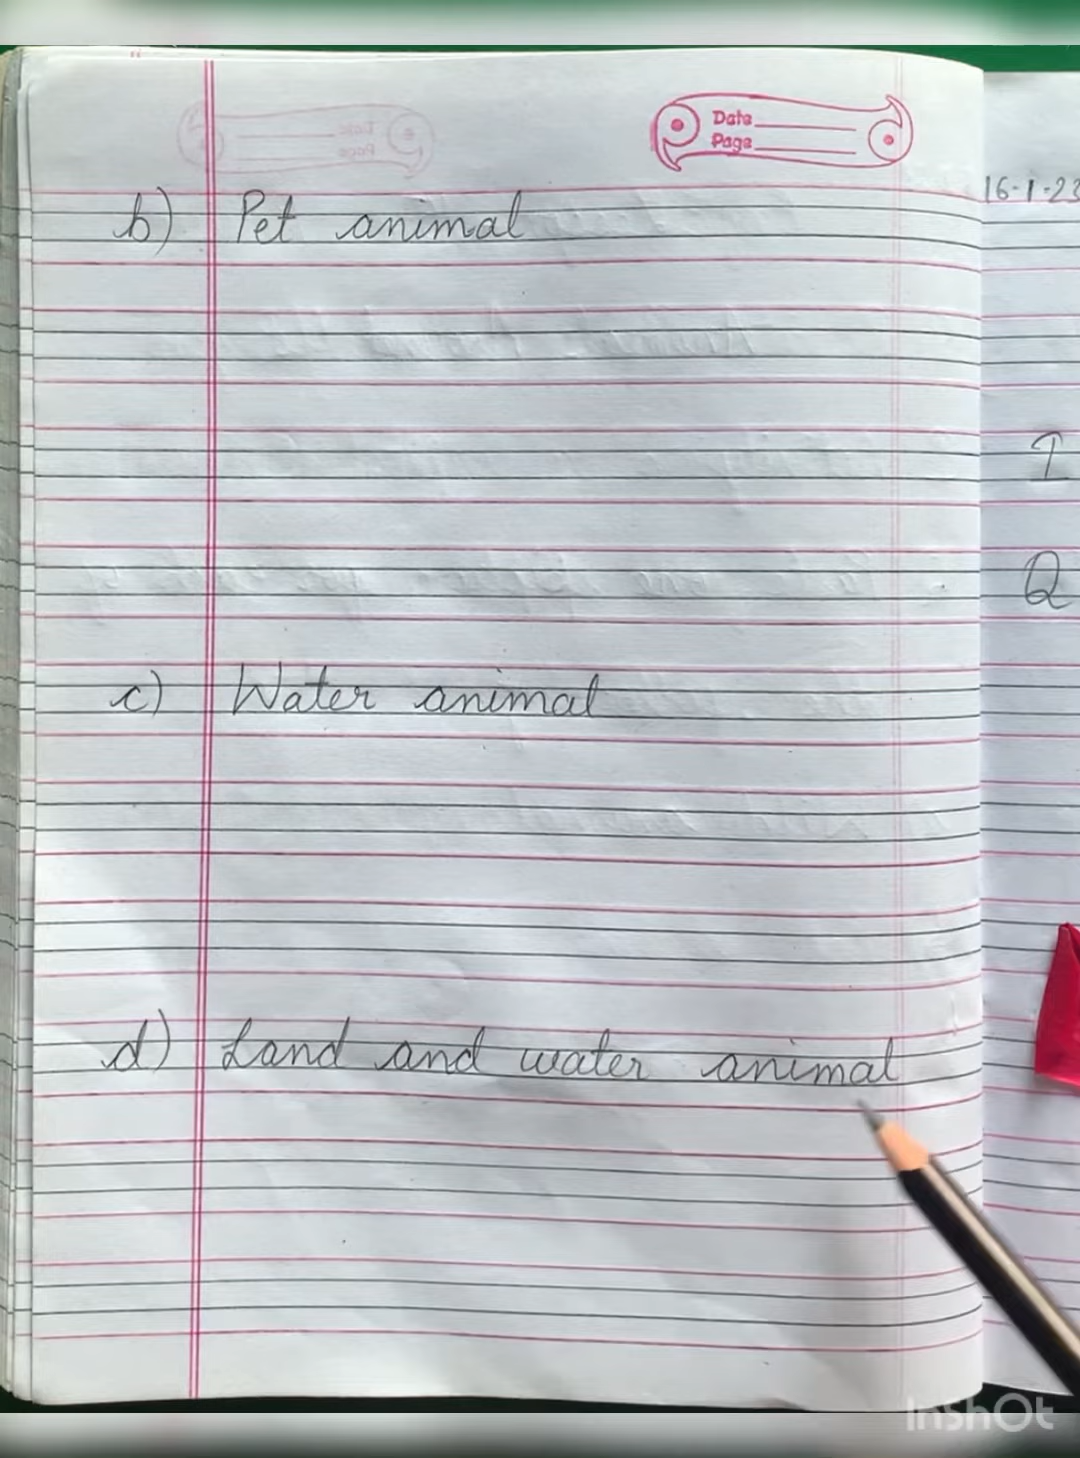 Date
Page
16-1-23
b) Pet animal
I
Q
c) Water animal
d) Land and water animal
InShOt